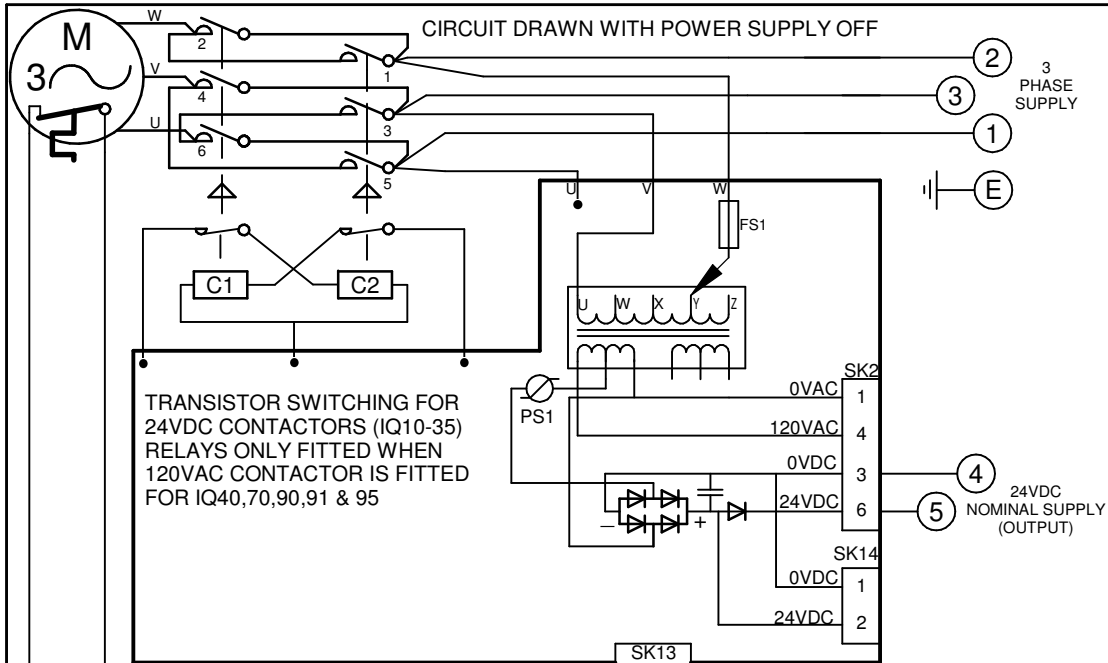 CIRCUIT DRAWN WITH POWER SUPPLY OFF
M
3
W
V
U
2
4
6
1
3
5
2
3
1
E
3
PHASE
SUPPLY
U
V
W
FS1
C1
C2
U
W
X
Y
Z
TRANSISTOR SWITCHING FOR
24VDC CONTACTORS (IQ10-35)
RELAYS ONLY FITTED WHEN
120VAC CONTACTOR IS FITTED
FOR IQ40,70,90,91 & 95
PS1
SK2
0VAC 1
120VAC 4
0VDC 3
24VDC 6
4
5
24VDC
NOMINAL SUPPLY
(OUTPUT)
− +
SK14
0VDC 1
24VDC 2
SK13